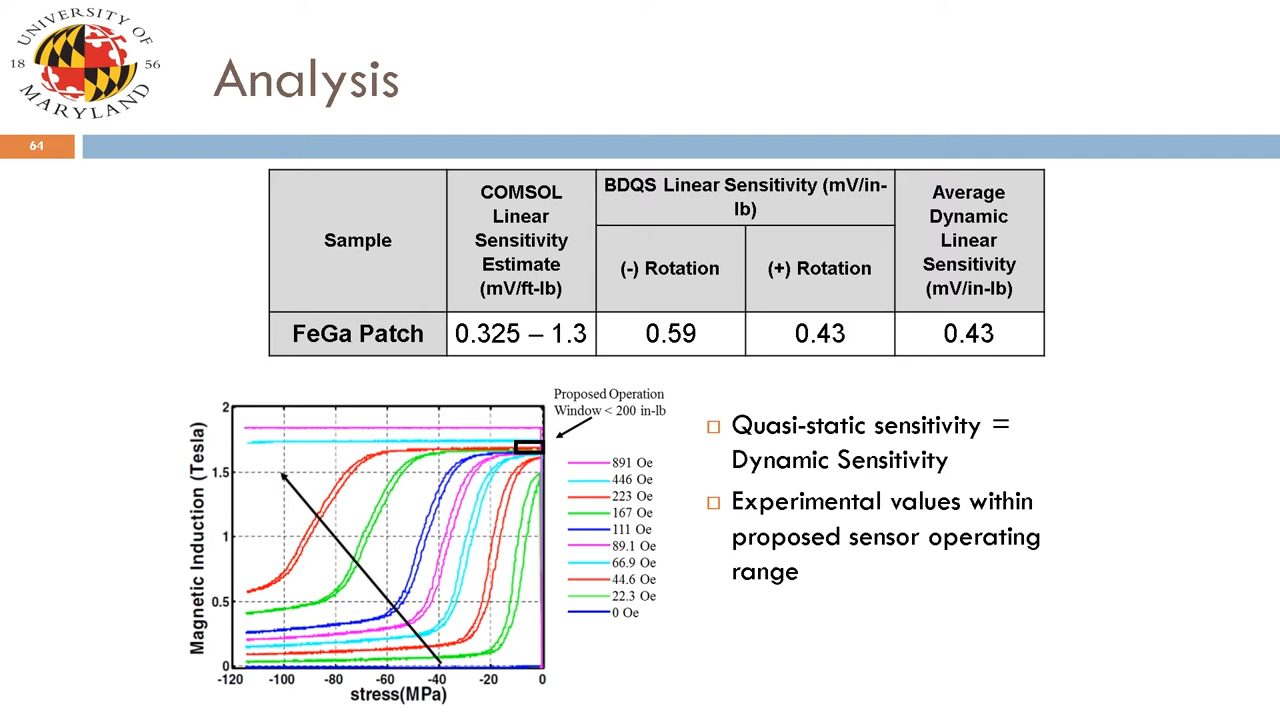 UNIVERSITY OF
18 56
MARYLAND
Analysis
64
Sample
COMSOL
Linear
Sensitivity
Estimate
(mV/ft-lb)
BDQS Linear Sensitivity (mV/in-
lb)
(-) Rotation
(+) Rotation
Average
Dynamic
Linear
Sensitivity
(mV/in-lb)
FeGa Patch
0.325 – 1.3
0.59
0.43
0.43
Proposed Operation
Window < 200 in-lb
Magnetic Induction (Tesla)
2
1.5
1
0.5
0
-120 -100 -80 -60 -40 -20 0
stress(MPa)
891 Oe
446 Oe
223 Oe
167 Oe
111 Oe
89.1 Oe
66.9 Oe
44.6 Oe
22.3 Oe
0 Oe
Quasi-static sensitivity =
Dynamic Sensitivity
Experimental values within
proposed sensor operating
range